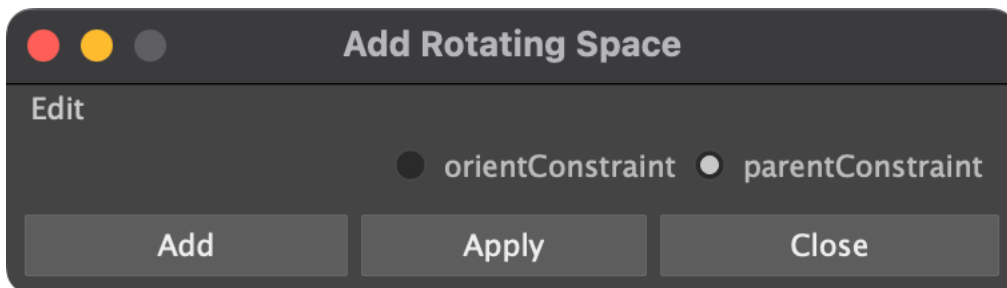 Add Rotating Space
Edit
orientConstraint parentConstraint
Add Apply Close